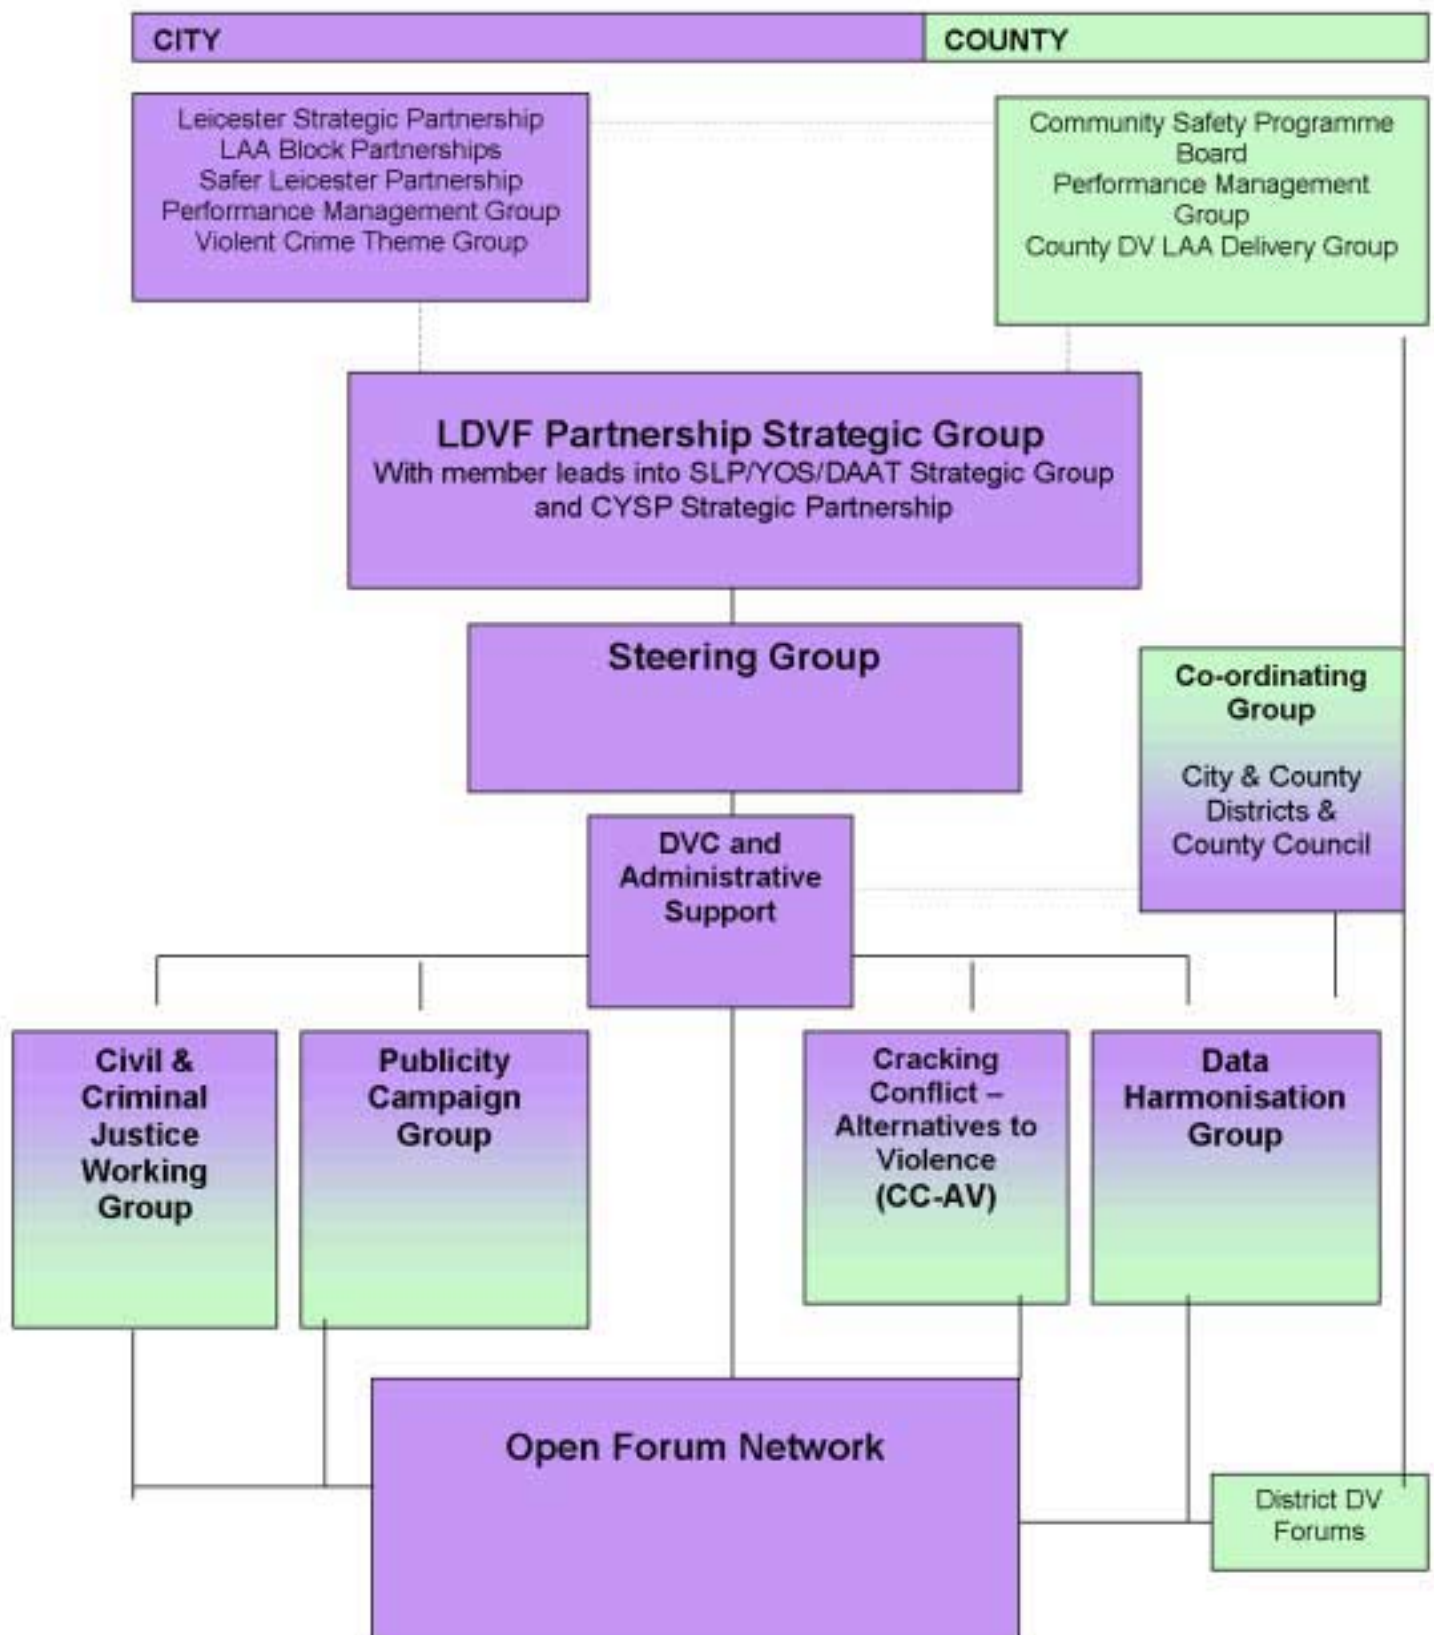 CITY
COUNTY
Leicester Strategic Partnership
LAA Block Partnerships
Safer Leicester Partnership
Performance Management Group
Violent Crime Theme Group
Community Safety Programme
Board
Performance Management
Group
County DV LAA Delivery Group
LDVF Partnership Strategic Group
With member leads into SLP/YOS/DAAT Strategic Group
and CYSP Strategic Partnership
Steering Group
Co-ordinating
Group
City & County
Districts &
County Council
DVC and
Administrative
Support
Civil &
Criminal
Justice
Working
Group
Publicity
Campaign
Group
Cracking
Conflict –
Alternatives to
Violence
(CC-AV)
Data
Harmonisation
Group
Open Forum Network
District DV
Forums